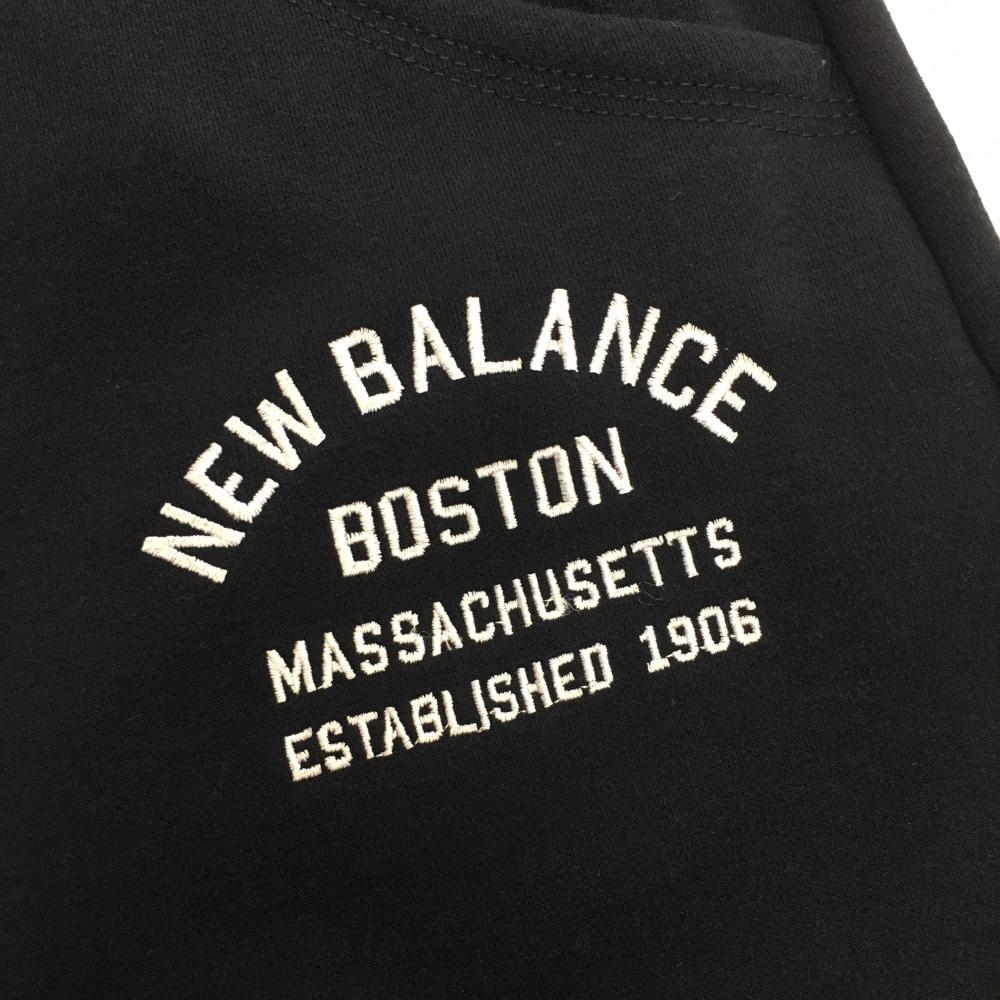 NEW BALANCE
BOSTON
MASSACHUSETTS
ESTABLISHED 1906